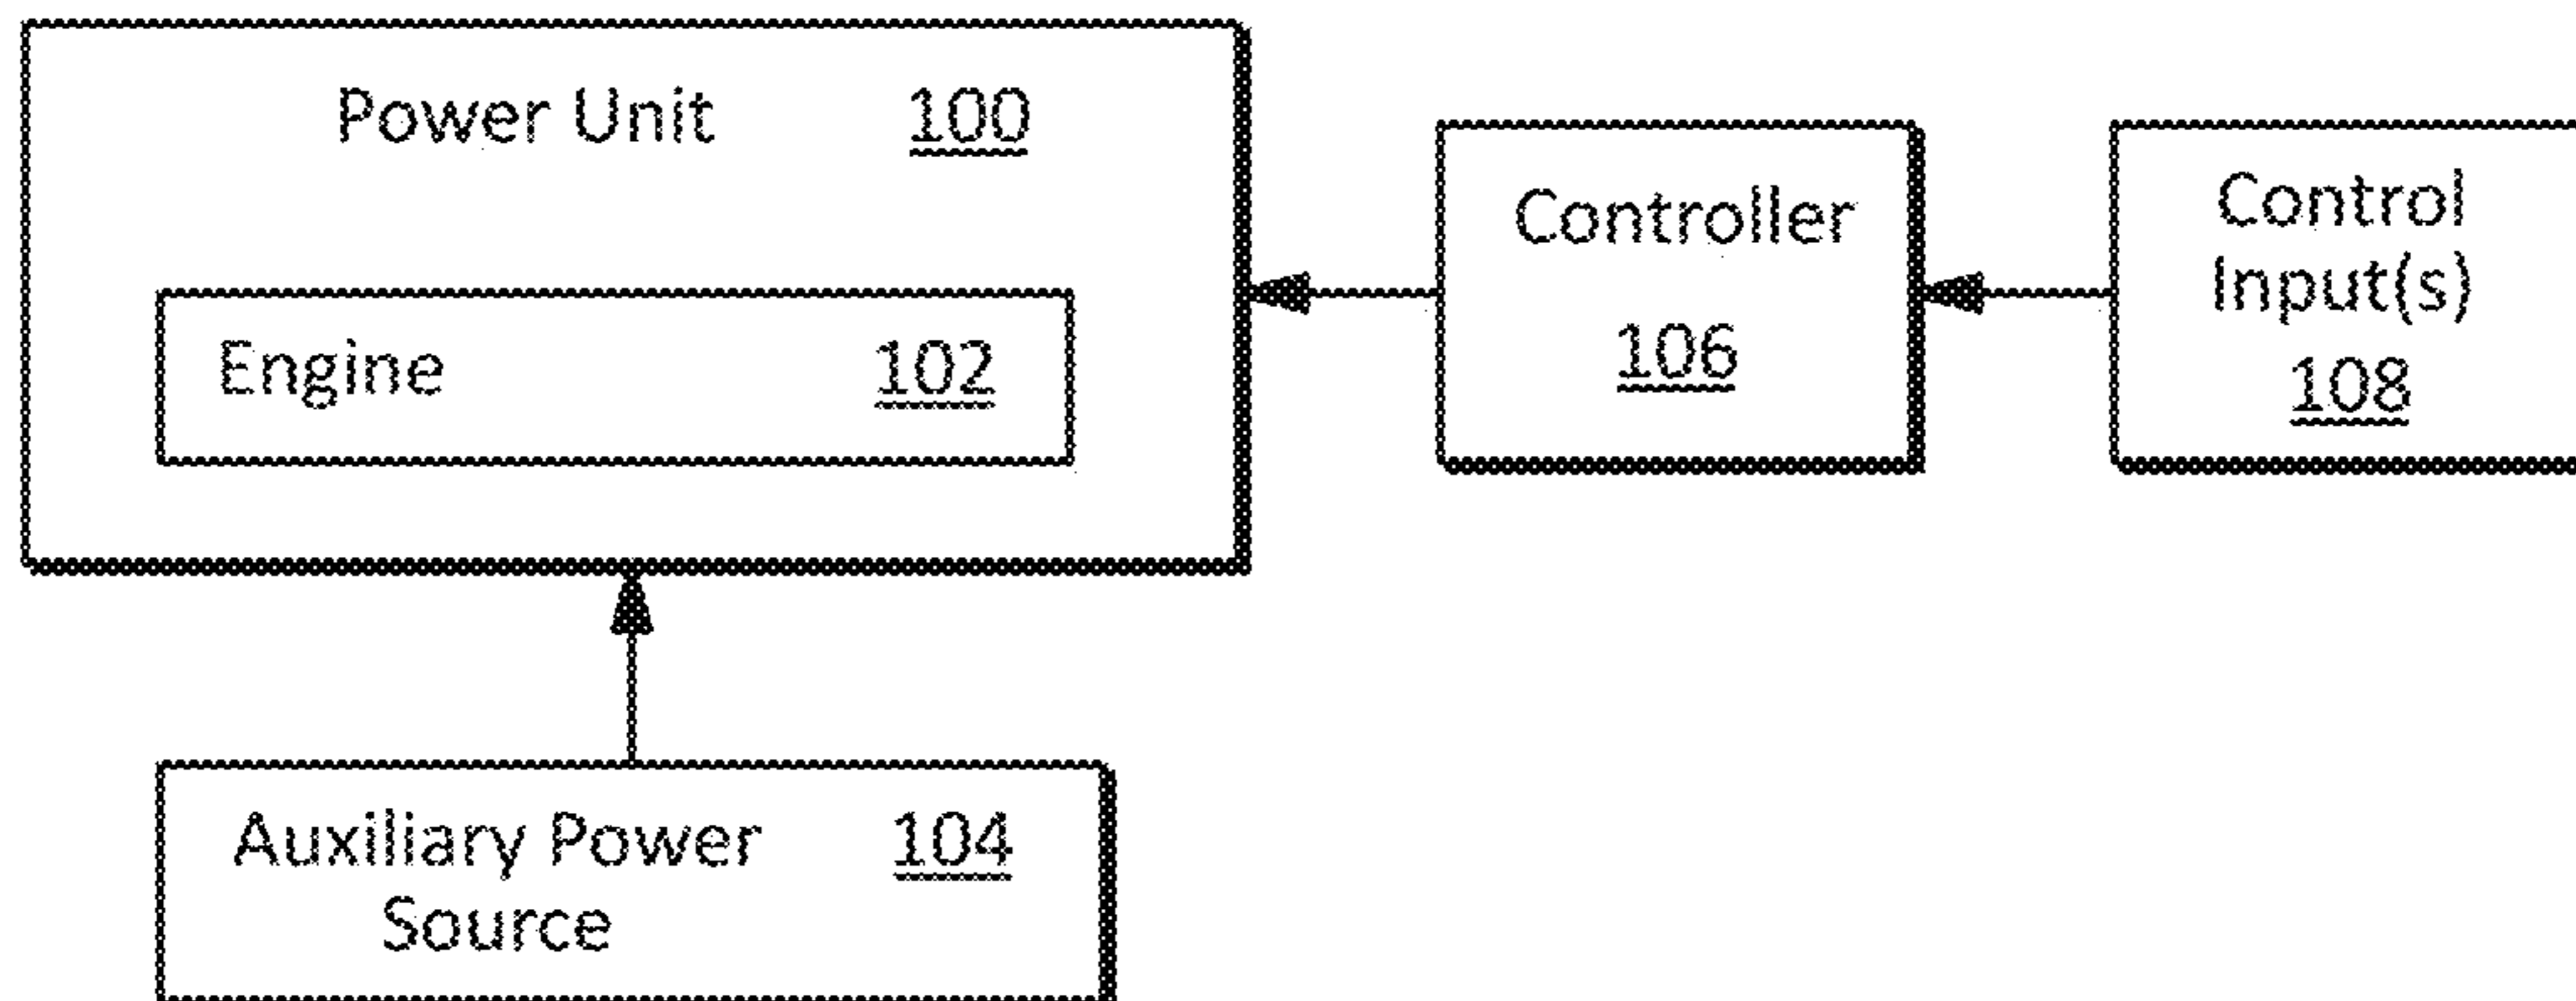 Power Unit 100
Engine 102
Controller
106
Control
Input(s)
108
Auxiliary Power 104
Source